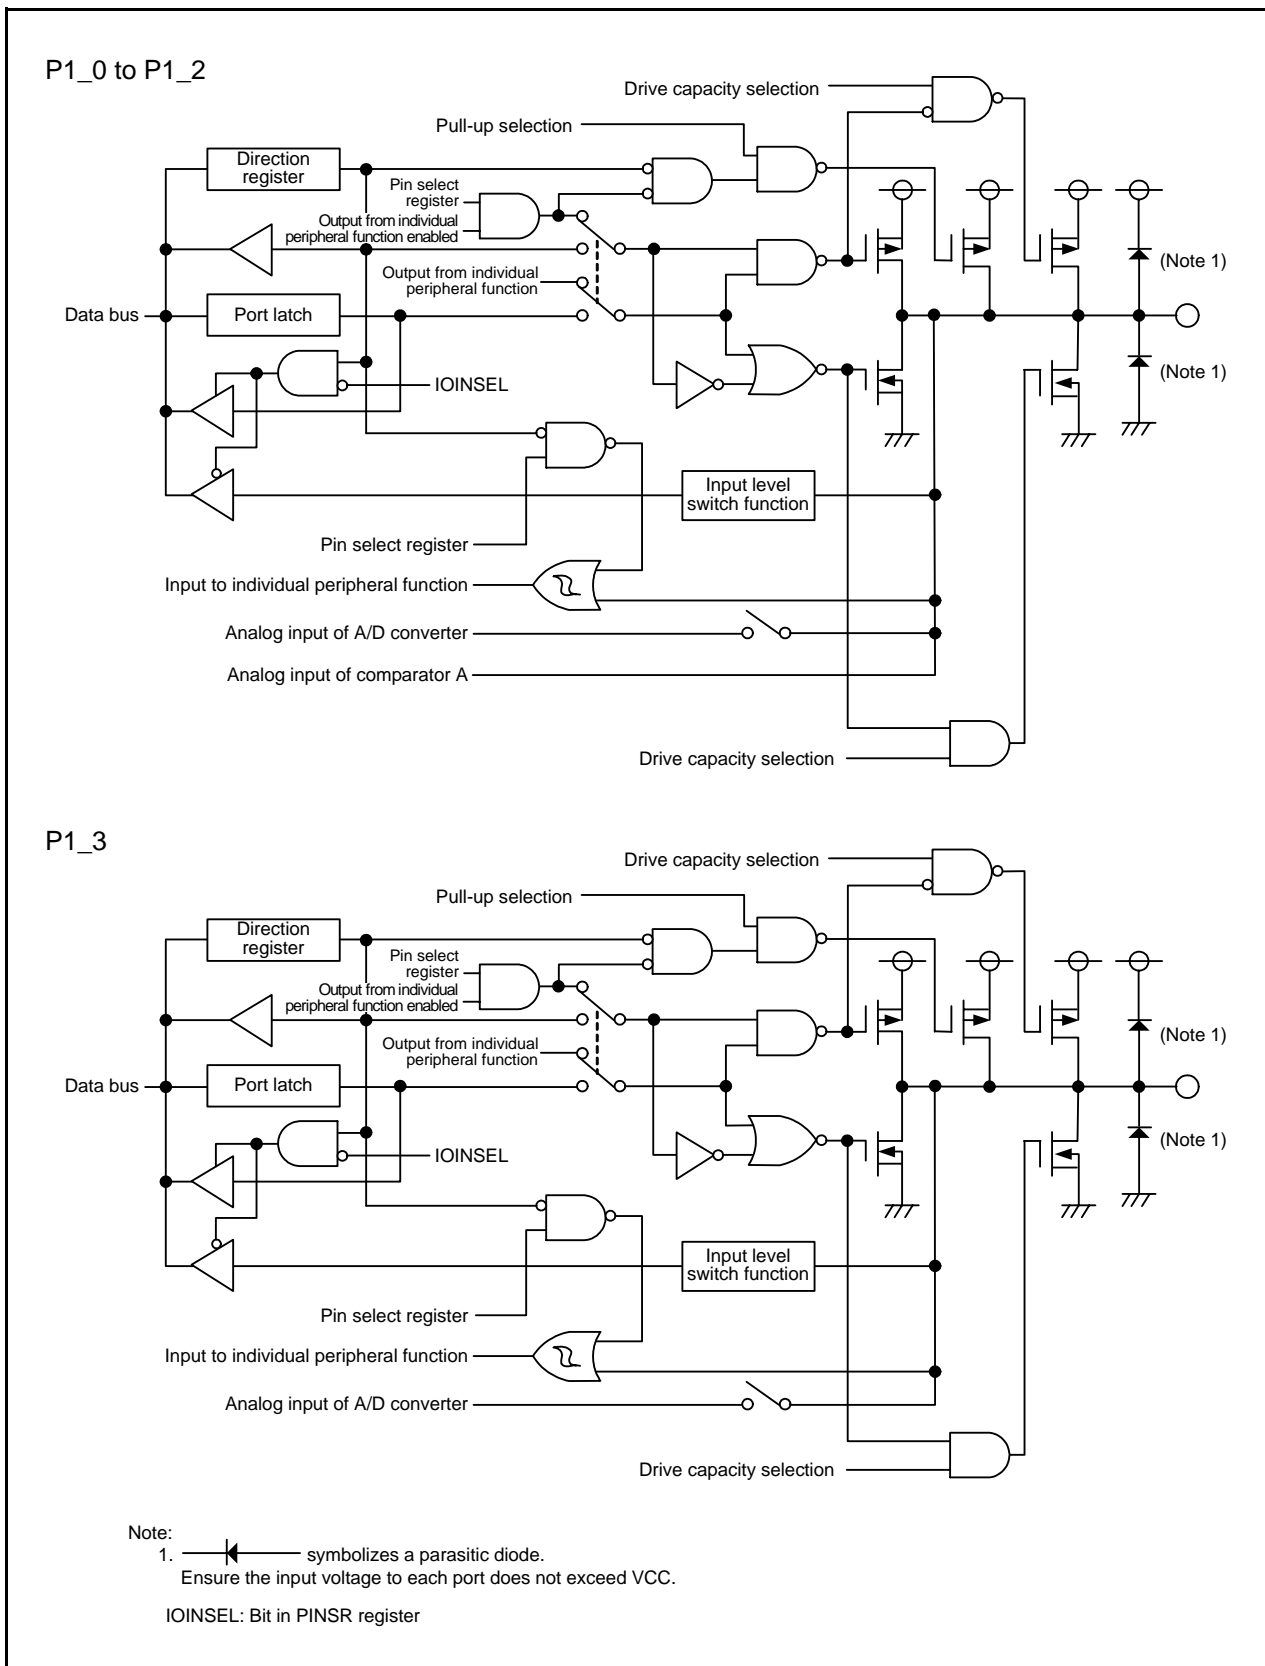 P1_0 to P1_2
Drive capacity selection
Pull-up selection
Direction
register
Pin select
register
Output from individual
peripheral function enabled
Output from individual
peripheral function
(Note 1)
Data bus
Port latch
(Note 1)
IOINSEL
Input level
switch function
Pin select register
Input to individual peripheral function
Analog input of A/D converter
Analog input of comparator A
Drive capacity selection
P1_3
Drive capacity selection
Pull-up selection
Direction
register
Pin select
register
Output from individual
peripheral function enabled
Output from individual
peripheral function
(Note 1)
Data bus
Port latch
(Note 1)
IOINSEL
Input level
switch function
Pin select register
Input to individual peripheral function
Analog input of A/D converter
Drive capacity selection
Note:
1. symbolizes a parasitic diode.
Ensure the input voltage to each port does not exceed VCC.
IOINSEL: Bit in PINSR register